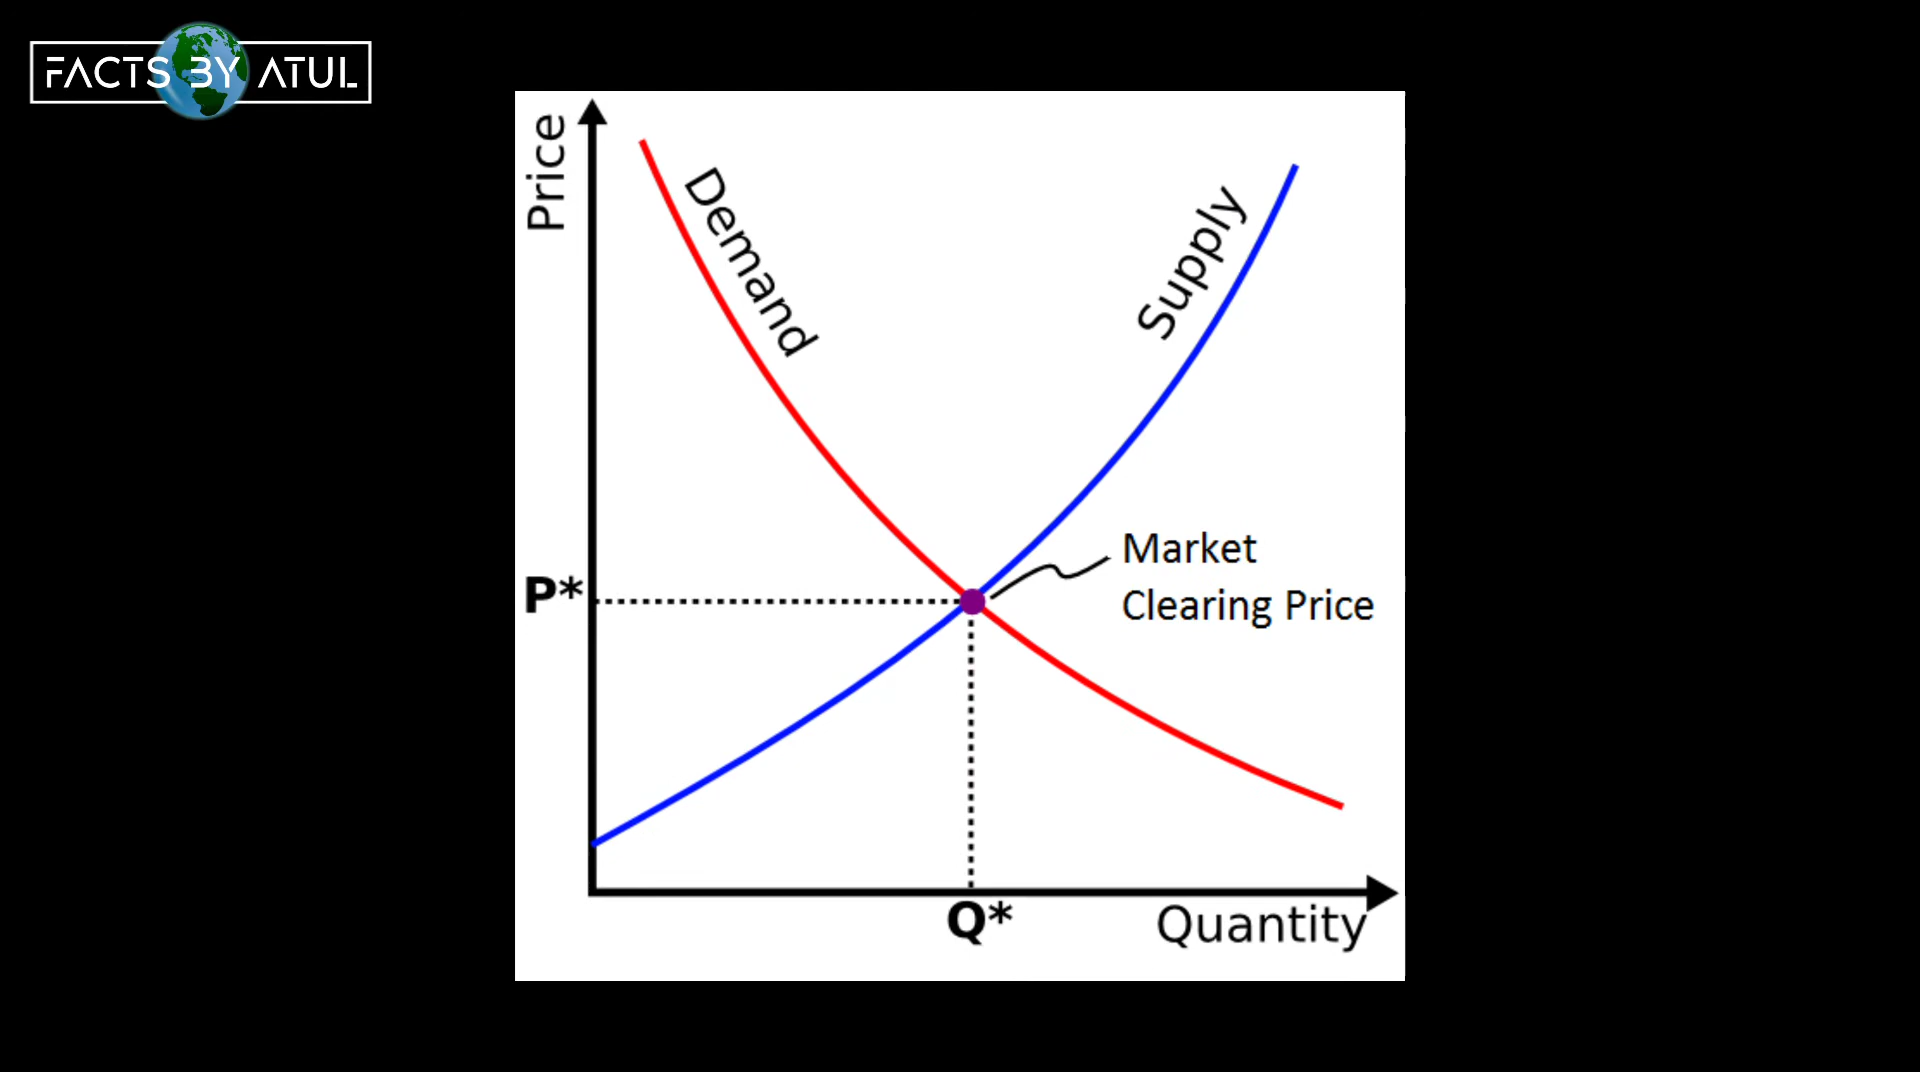 FACTS BY ATUL
Price
Demand
Supply
Market
Clearing Price
P*
Q*
Quantity